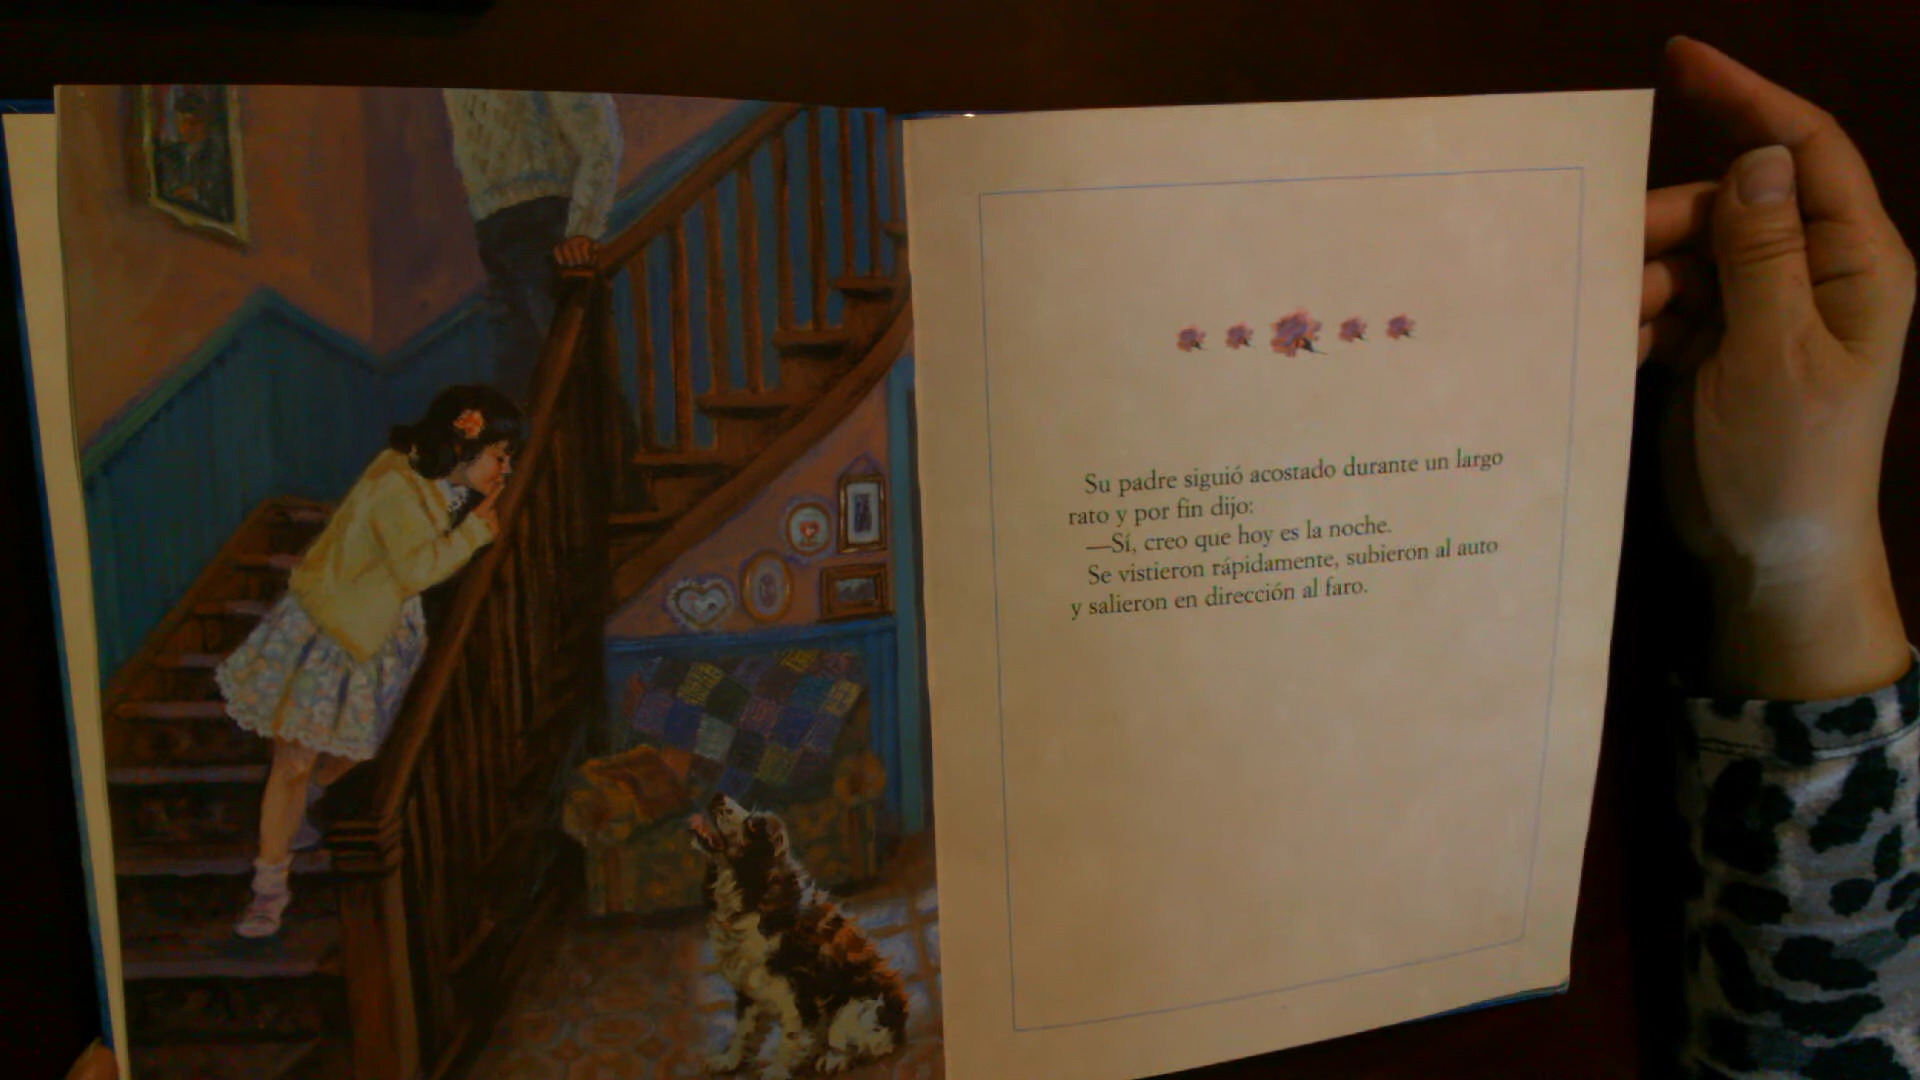 Su padre siguió acostado durante un largo
rato y por fin dijo:
—Sí, creo que hoy es la noche.
Se vistieron rápidamente, subieron al auto
y salieron en dirección al faro.